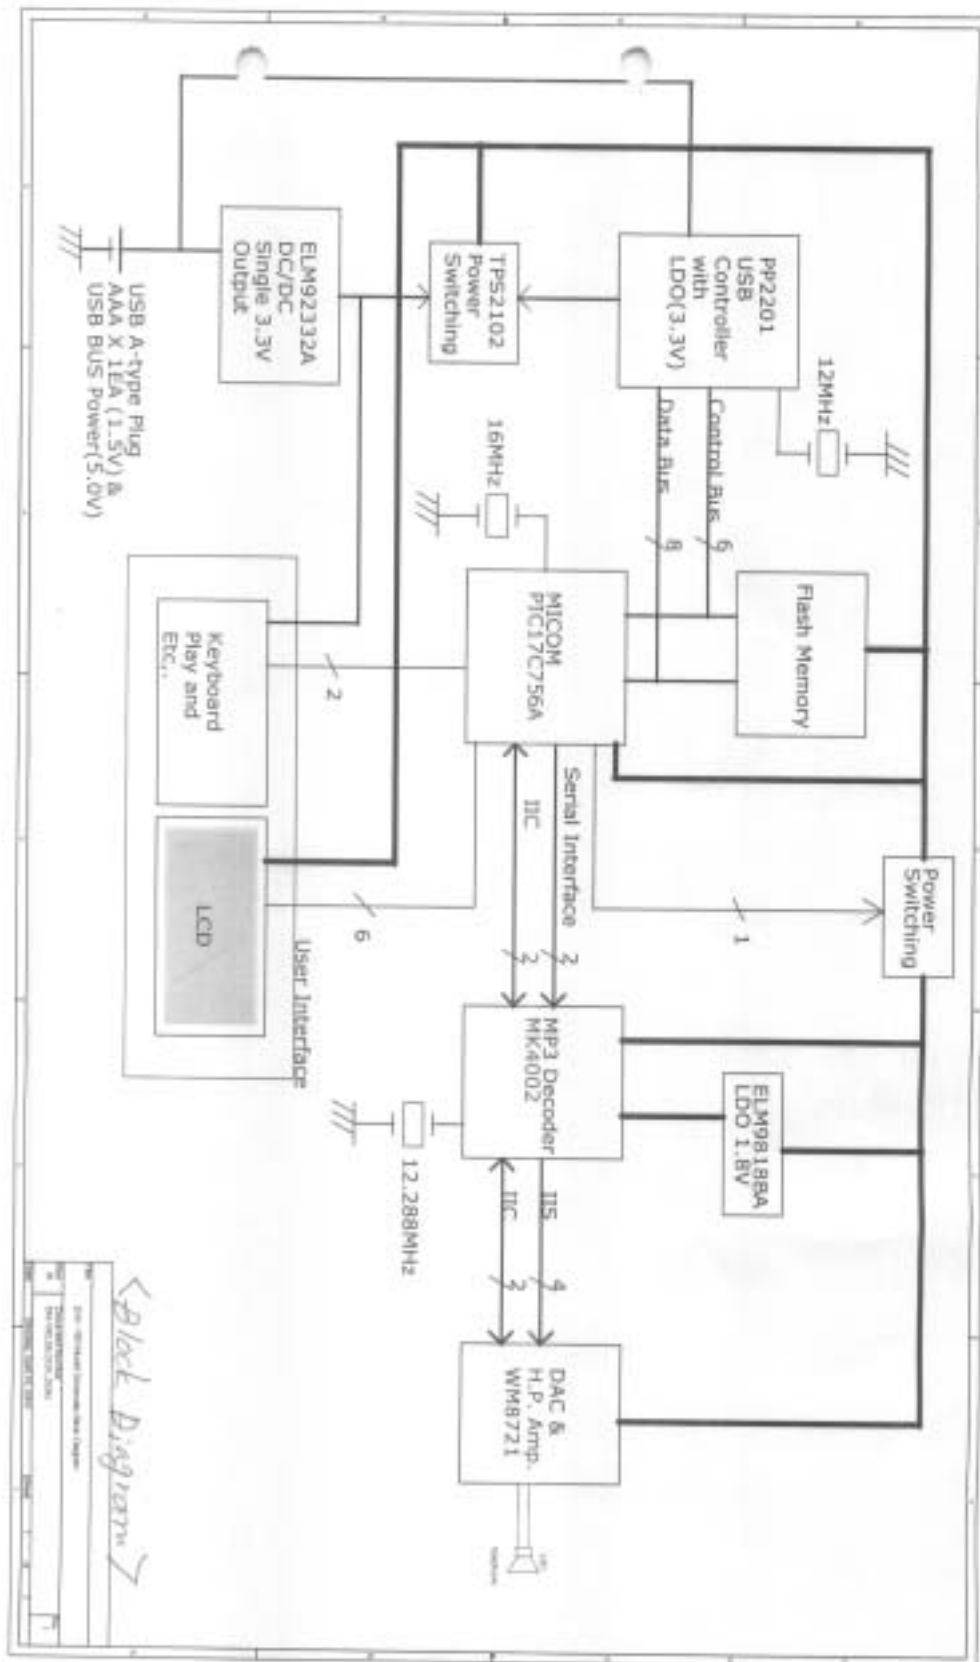 PP2201
USB
Controller
with
LDO(3.3V)
12MHz
TPS2102
Power
Switching
ELM92332A
DC/DC
Single 3.3V
Output
USB A-type Plug
AAA X 1EA (1.5V) &
USB BUS Power(5.0V)
Control Bus
6
Data Bus
8
16MHz
Flash Memory
MICOM
PIC17C756A
Keyboard
Play and
Etc,.
2
LCD
6
User Interface
Serial Interface
2
IIC
2
1
Power
Switching
MP3 Decoder
MK4002
ELM9818BA
LDO 1.8V
12.288MHz
IIS
4
IIC
2
DAC &
H.P. Amp.
WM8721
<Block Diagram>